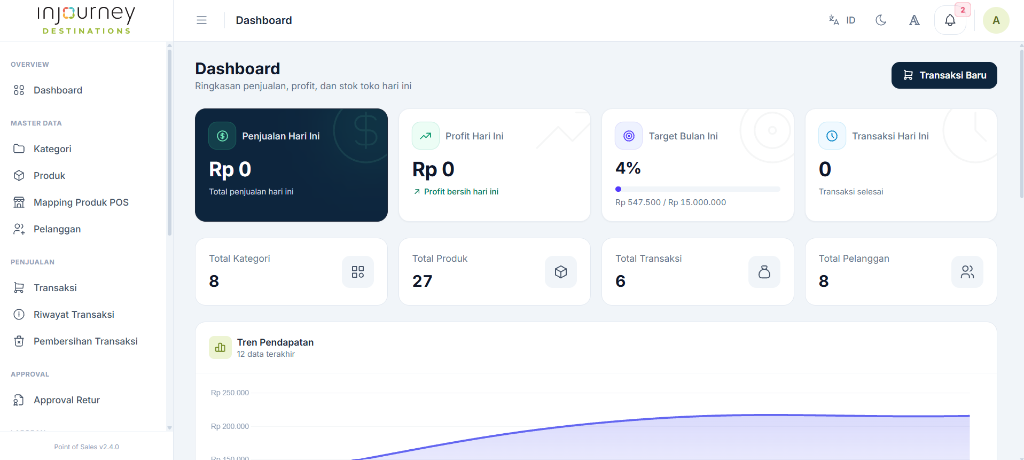 injourney
DESTINATIONS
Dashboard
ID
2
A
OVERVIEW
Dashboard
MASTER DATA
Kategori
Produk
Mapping Produk POS
Pelanggan
PENJUALAN
Transaksi
Riwayat Transaksi
Pembersihan Transaksi
APPROVAL
Approval Retur
Point of Sales v2.4.0
Dashboard
Ringkasan penjualan, profit, dan stok toko hari ini
Transaksi Baru
Penjualan Hari Ini
Rp 0
Total penjualan hari ini
Profit Hari Ini
Rp 0
Profit bersih hari ini
Target Bulan Ini
4%
Rp 547.500 / Rp 15.000.000
Transaksi Hari Ini
0
Transaksi selesai
Total Kategori
8
Total Produk
27
Total Transaksi
6
Total Pelanggan
8
Tren Pendapatan
12 data terakhir
Rp 250.000
Rp 200.000
Rp 150.000